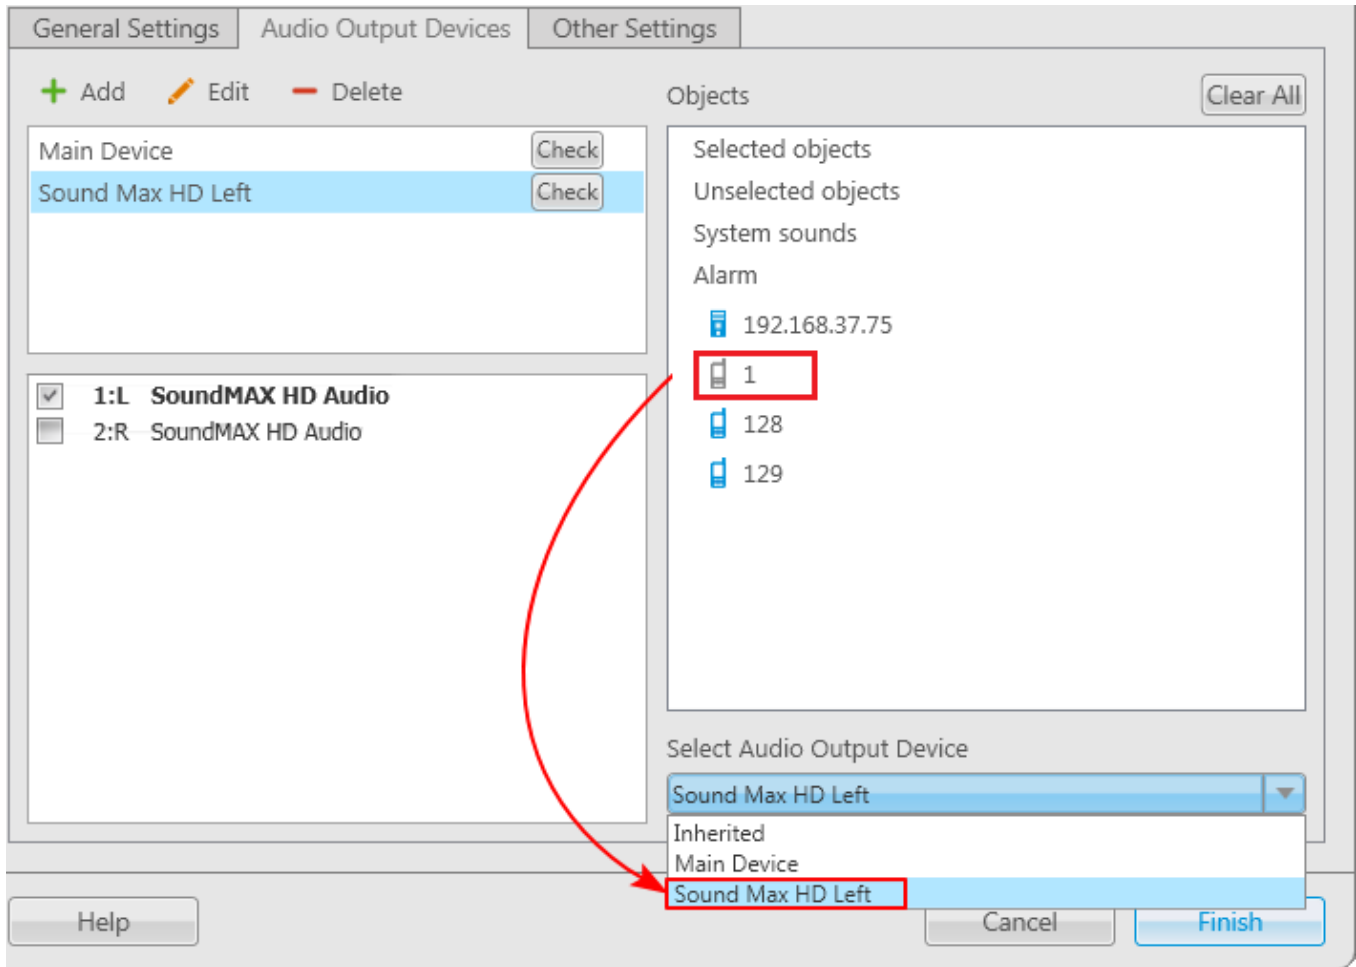 General Settings
Audio Output Devices
Other Settings
Add
Edit
Delete
Main Device
Check
Sound Max HD Left
Check
1:L SoundMAX HD Audio
2:R SoundMAX HD Audio
Objects
Clear All
Selected objects
Unselected objects
System sounds
Alarm
192.168.37.75
1
128
129
Select Audio Output Device
Sound Max HD Left
Inherited
Main Device
Sound Max HD Left
Help
Cancel
Finish